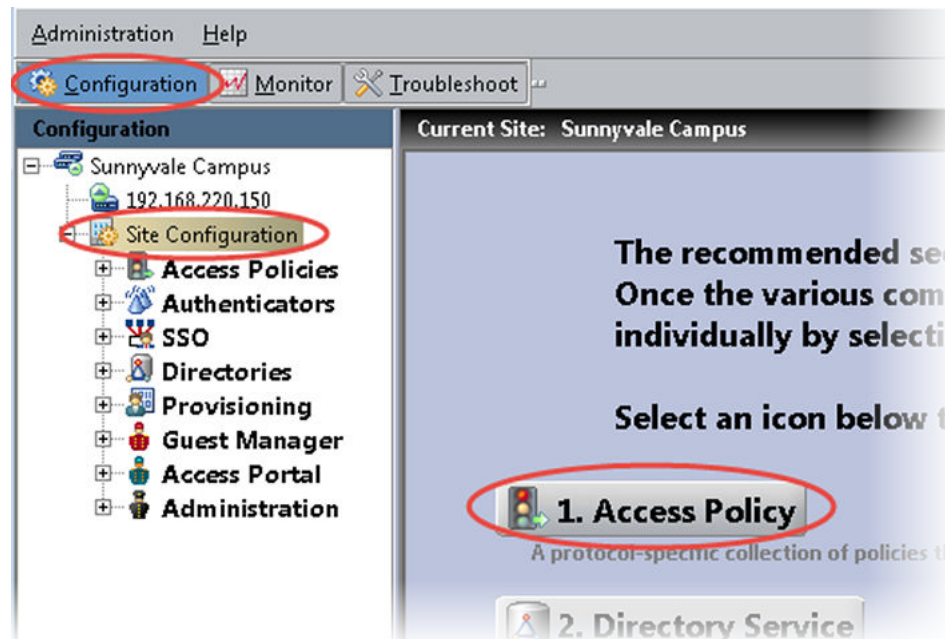 Administration Help
Configuration Monitor Troubleshoot
Configuration
Sunnyvale Campus
192.168.220.150
Site Configuration
Access Policies
Authenticators
SSO
Directories
Provisioning
Guest Manager
Access Portal
Administration
Current Site: Sunnyvale Campus
The recommended
Once the various
individually by
Select an icon below
1. Access Policy
A protocol-specific collection of policies
2. Directory Service